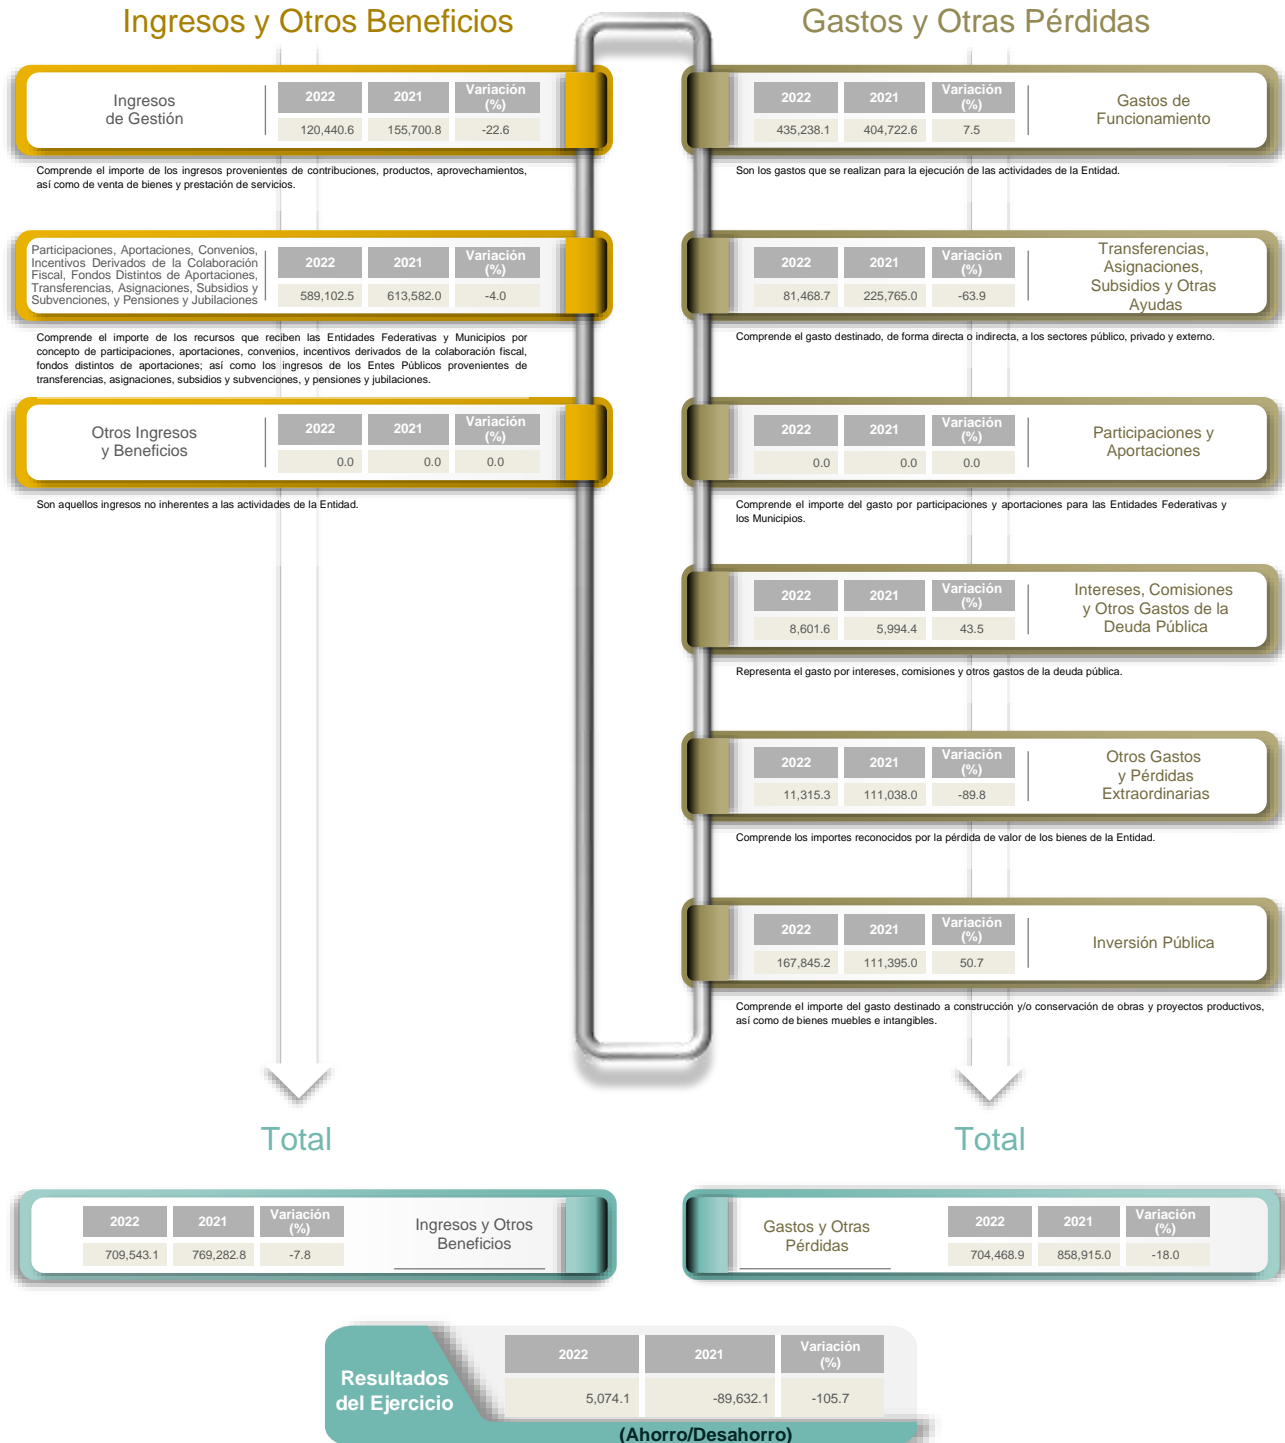 Ingresos y Otros Beneficios
Ingresos
de Gestión
2022 2021 Variación
(%)
120,440.6 155,700.8 -22.6
Comprende el importe de los ingresos provenientes de contribuciones, productos, aprovechamientos,
así como de venta de bienes y prestación de servicios.
Participaciones, Aportaciones, Convenios,
Incentivos Derivados de la Colaboración
Fiscal, Fondos Distintos de Aportaciones,
Transferencias, Asignaciones, Subsidios y
Subvenciones, y Pensiones y Jubilaciones
2022 2021 Variación
(%)
589,102.5 613,582.0 -4.0
Comprende el importe de los recursos que reciben las Entidades Federativas y Municipios por
concepto de participaciones, aportaciones, convenios, incentivos derivados de la colaboración fiscal,
fondos distintos de aportaciones; así como los ingresos de los Entes Públicos provenientes de
transferencias, asignaciones, subsidios y subvenciones, y pensiones y jubilaciones.
Otros Ingresos
y Beneficios
2022 2021 Variación
(%)
0.0 0.0 0.0
Son aquellos ingresos no inherentes a las actividades de la Entidad.
Gastos y Otras Pérdidas
2022 2021 Variación
(%)
435,238.1 404,722.6 7.5
Gastos de
Funcionamiento
Son los gastos que se realizan para la ejecución de las actividades de la Entidad.
2022 2021 Variación
(%)
81,468.7 225,765.0 -63.9
Transferencias,
Asignaciones,
Subsidios y Otras
Ayudas
Comprende el gasto destinado, de forma directa o indirecta, a los sectores público, privado y externo.
2022 2021 Variación
(%)
0.0 0.0 0.0
Participaciones y
Aportaciones
Comprende el importe del gasto por participaciones y aportaciones para las Entidades Federativas y
los Municipios.
2022 2021 Variación
(%)
8,601.6 5,994.4 43.5
Intereses, Comisiones
y Otros Gastos de la
Deuda Pública
Representa el gasto por intereses, comisiones y otros gastos de la deuda pública.
2022 2021 Variación
(%)
11,315.3 111,038.0 -89.8
Otros Gastos
y Pérdidas
Extraordinarias
Comprende los importes reconocidos por la pérdida de valor de los bienes de la Entidad.
2022 2021 Variación
(%)
167,845.2 111,395.0 50.7
Inversión Pública
Comprende el importe del gasto destinado a construcción y/o conservación de obras y proyectos productivos,
así como de bienes muebles e intangibles.
Total
2022 2021 Variación
(%)
709,543.1 769,282.8 -7.8
Ingresos y Otros
Beneficios
Total
Gastos y Otras
Pérdidas
2022 2021 Variación
(%)
704,468.9 858,915.0 -18.0
Resultados
del Ejercicio
2022 2021 Variación
(%)
5,074.1 -89,632.1 -105.7
(Ahorro/Desahorro)